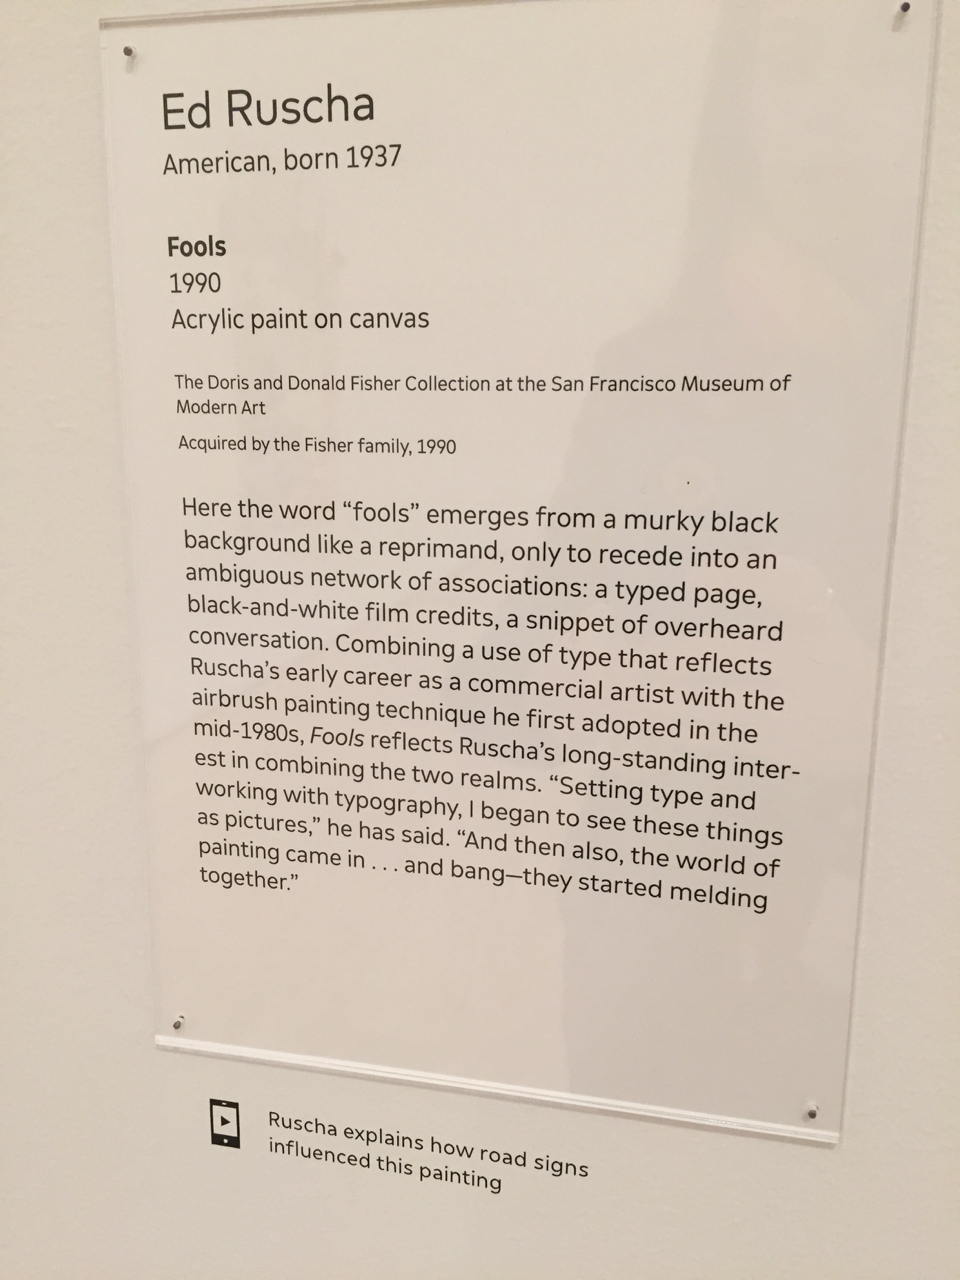 Ed Ruscha
American, born 1937
Fools
1990
Acrylic paint on canvas
The Doris and Donald Fisher Collection at the San Francisco Museum of
Modern Art
Acquired by the Fisher family, 1990
Here the word “fools” emerges from a murky black
background like a reprimand, only to recede into an
ambiguous network of associations: a typed page,
black-and-white film credits, a snippet of overheard
conversation. Combining a use of type that reflects
Ruscha’s early career as a commercial artist with the
airbrush painting technique he first adopted in the
mid-1980s, Fools reflects Ruscha’s long-standing inter-
est in combining the two realms. “Setting type and
working with typography, I began to see these things
as pictures,” he has said. “And then also, the world of
painting came in . . . and bang—they started melding
together.”
Ruscha explains how road signs
influenced this painting